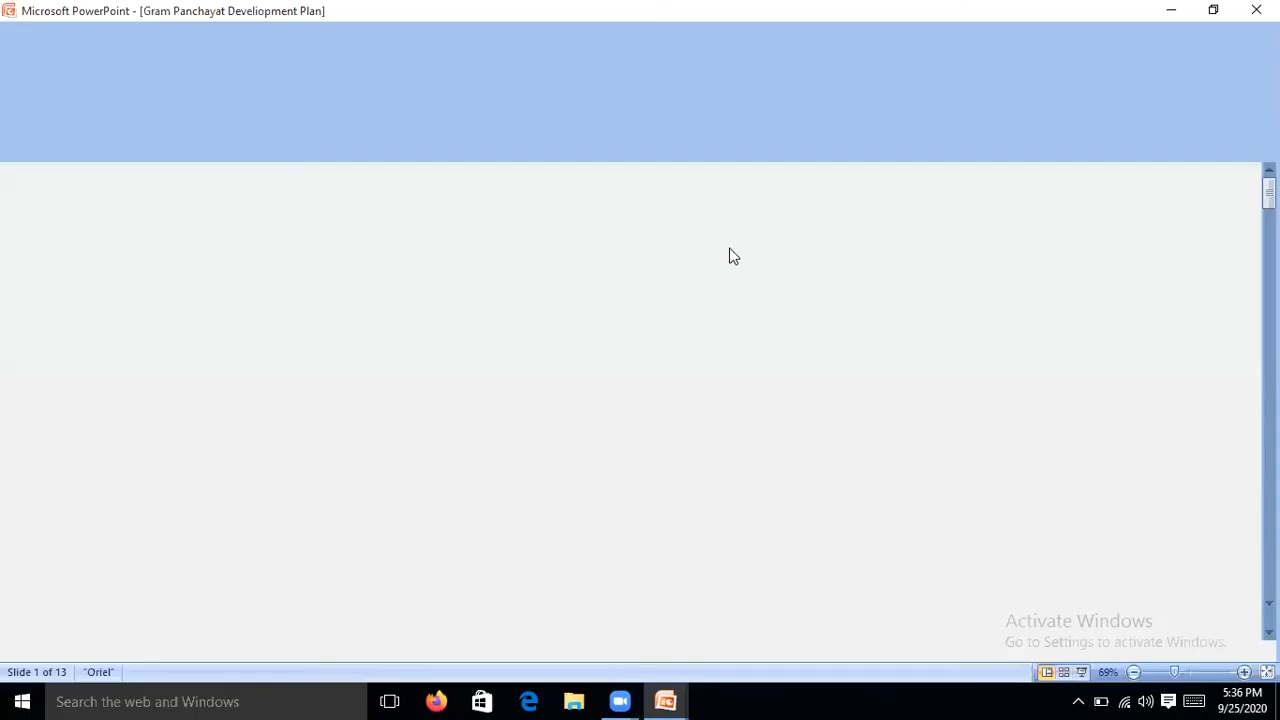 Microsoft PowerPoint - [Gram Panchayat Develiopment Plan]
Activate Windows
Go to Settings to activate Windows.
Slide 1 of 13
"Oriel"
69%
Search the web and Windows
5:36 PM
9/25/2020